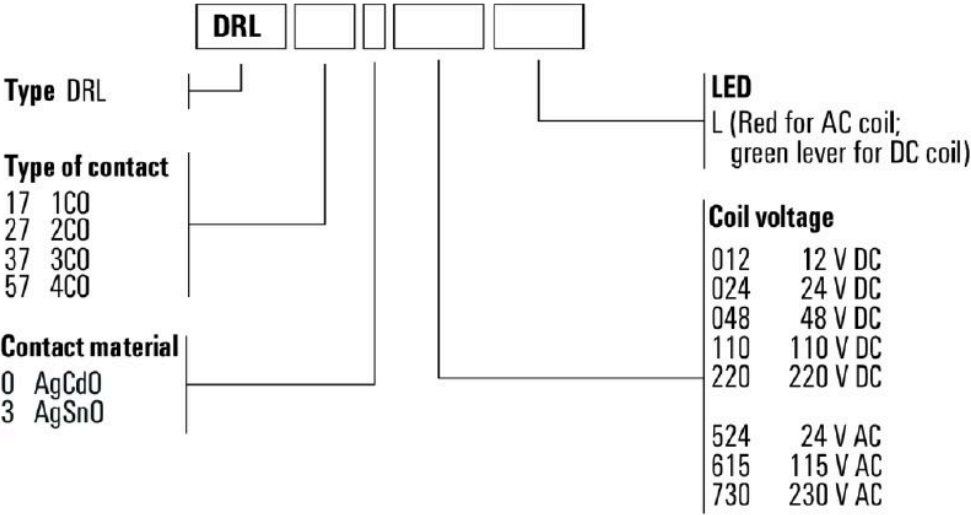 DRL
Type DRL
Type of contact
17 1CO
27 2CO
37 3CO
57 4CO
Contact material
0 AgCdO
3 AgSnO
LED
L (Red for AC coil;
green lever for DC coil)
Coil voltage
012 12 V DC
024 24 V DC
048 48 V DC
110 110 V DC
220 220 V DC
524 24 V AC
615 115 V AC
730 230 V AC